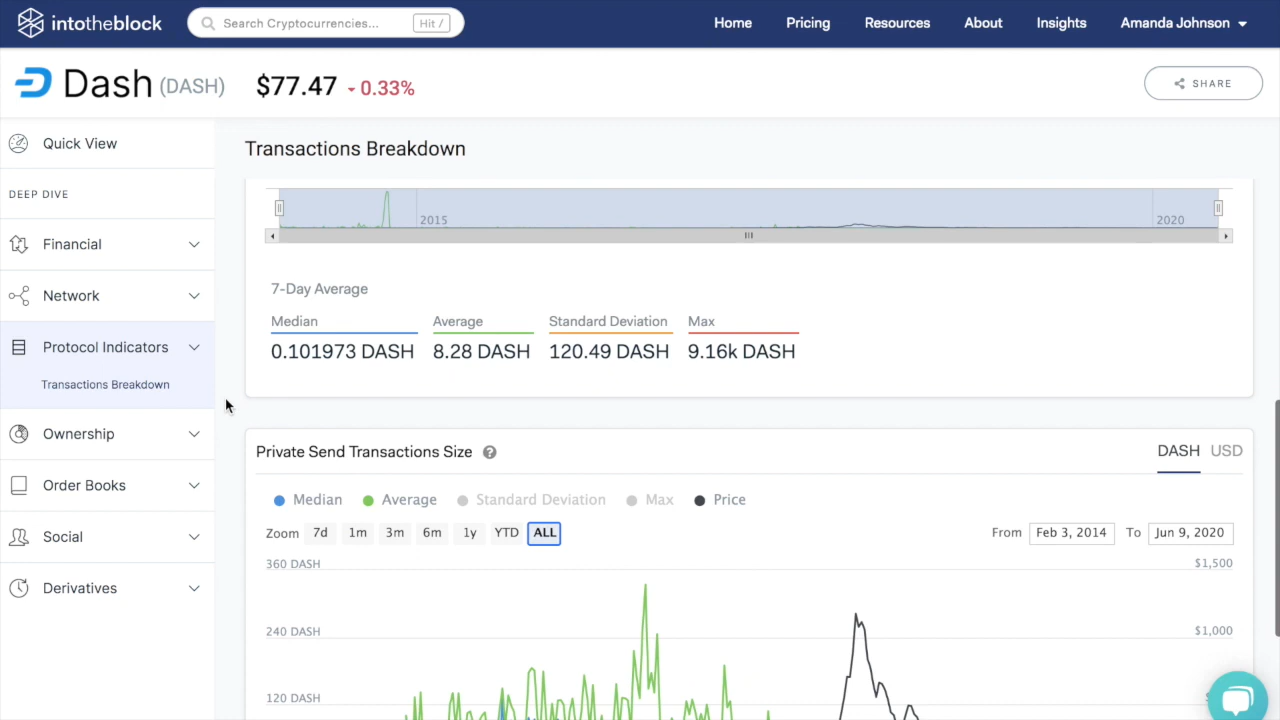 intotheblock
Search Cryptocurrencies...
Hit /
Home
Pricing
Resources
About
Insights
Amanda Johnson
Dash (DASH)
$77.47
0.33%
SHARE
Quick View
DEEP DIVE
Financial
Network
Protocol Indicators
Transactions Breakdown
Ownership
Order Books
Social
Derivatives
Transactions Breakdown
2015
2020
7-Day Average
Median
Average
Standard Deviation
Max
0.101973 DASH
8.28 DASH
120.49 DASH
9.16k DASH
Private Send Transactions Size
DASH
USD
Median
Average
Standard Deviation
Max
Price
Zoom
7d
1m
3m
6m
1y
YTD
ALL
From
Feb 3, 2014
To
Jun 9, 2020
360 DASH
$1,500
240 DASH
$1,000
120 DASH